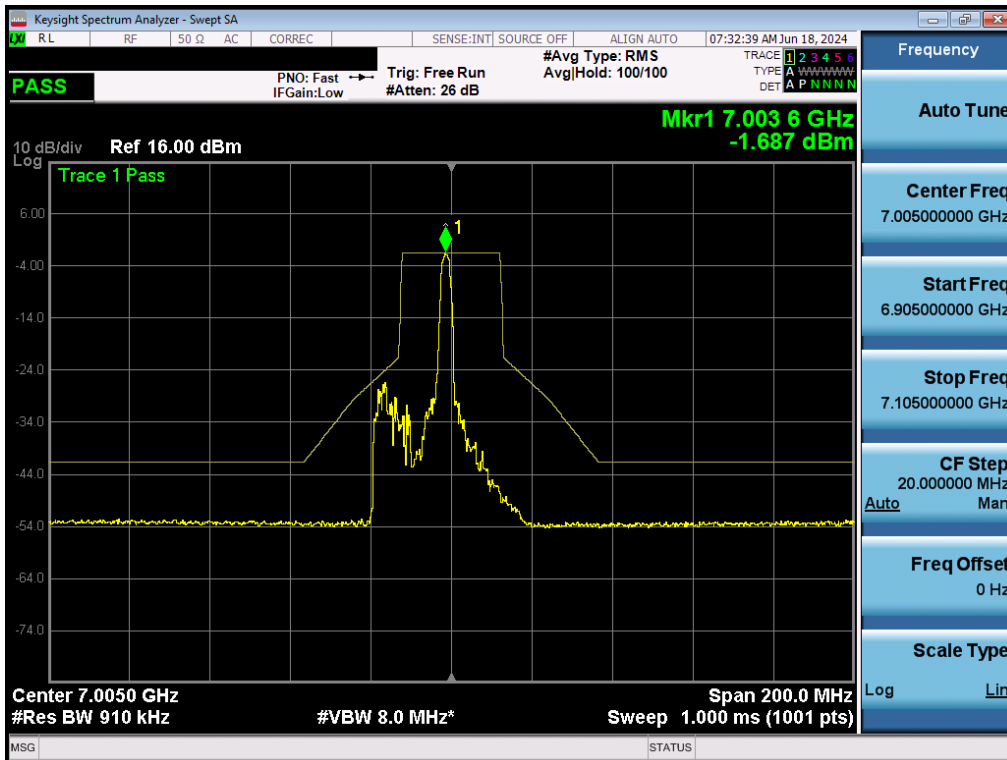 Keysight Spectrum Analyzer - Swept SA
LXI RL RF 50 Ω AC CORREC SENSE:INT SOURCE OFF ALIGN AUTO 07:32:39 AM Jun 18, 2024
PASS
PNO: Fast
IFGain:Low
Trig: Free Run
#Atten: 26 dB
#Avg Type: RMS
Avg|Hold: 100/100
TRACE 1 2 3 4 5 6
TYPE A WWWWW
DET A P N N N N
Mkr1 7.003 6 GHz
-1.687 dBm
10 dB/div Ref 16.00 dBm
Log
Trace 1 Pass
1
6.00
-4.00
-14.0
-24.0
-34.0
-44.0
-54.0
-64.0
-74.0
Center 7.0050 GHz Span 200.0 MHz
#Res BW 910 kHz #VBW 8.0 MHz* Sweep 1.000 ms (1001 pts)
MSG STATUS
Frequency
Auto Tune
Center Freq
7.005000000 GHz
Start Freq
6.905000000 GHz
Stop Freq
7.105000000 GHz
CF Step
20.000000 MHz
Auto Man
Freq Offset
0 Hz
Scale Type
Log Lin